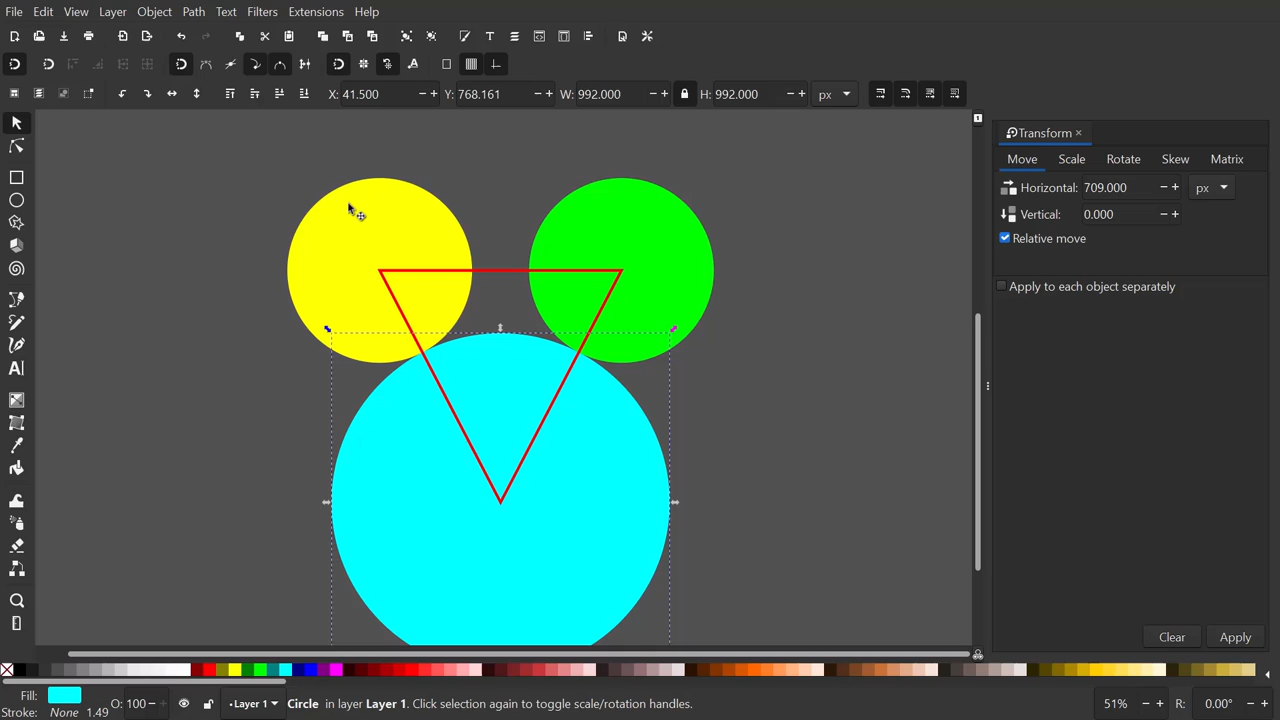 File Edit View Layer Object Path Text Filters Extensions Help
X: 41.500 Y: 768.161 W: 992.000 H: 992.000 px
1
Transform
Move Scale Rotate Skew Matrix
Horizontal: 709.000 px
Vertical: 0.000
Relative move
Apply to each object separately
Clear Apply
Fill:
Stroke: None 1.49
O: 100
Layer 1
Circle in layer Layer 1. Click selection again to toggle scale/rotation handles.
51%
R: 0.00°